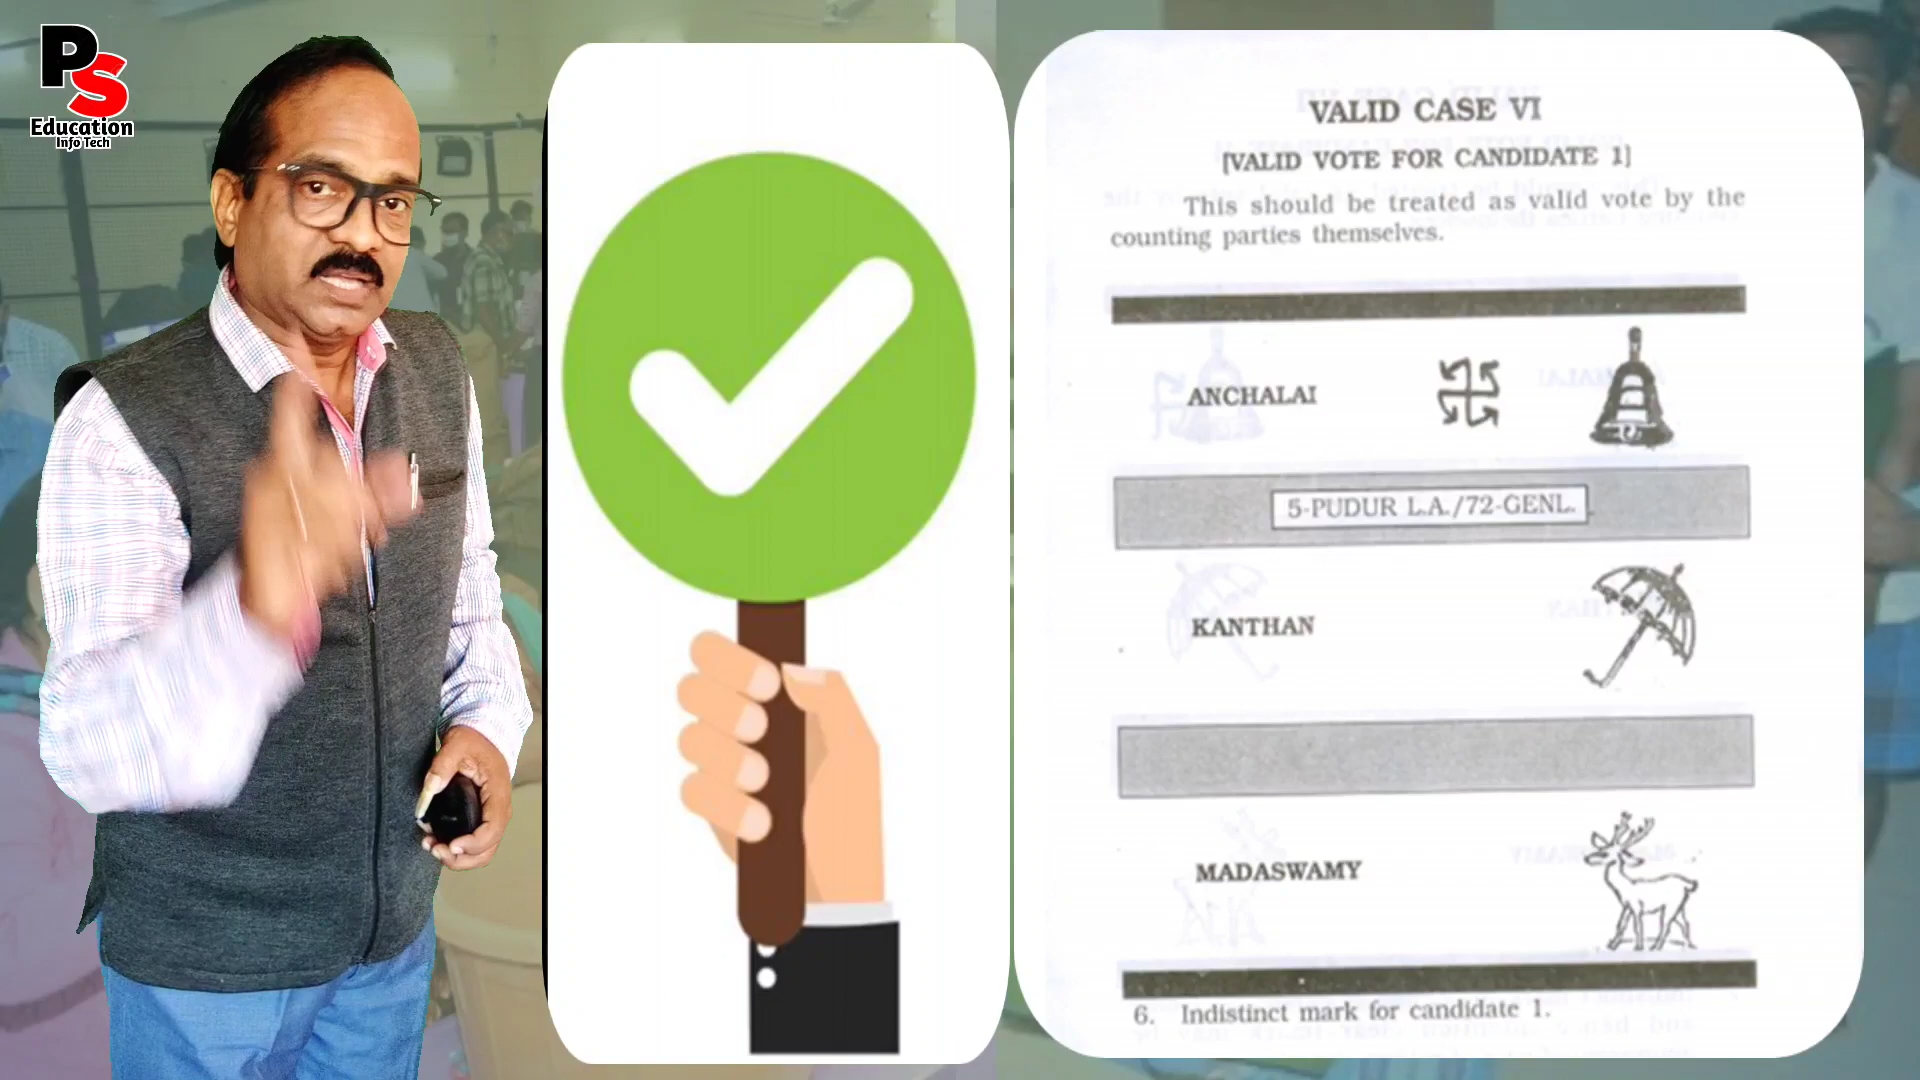 PS
Education
Info Tech
VALID CASE VI
[VALID VOTE FOR CANDIDATE 1]
This should be treated as valid vote by the
counting parties themselves.
ANCHALAI
5-PUDUR L.A./72-GENL.
KANTHAN
MADASWAMY
6. Indistinct mark for candidate 1.